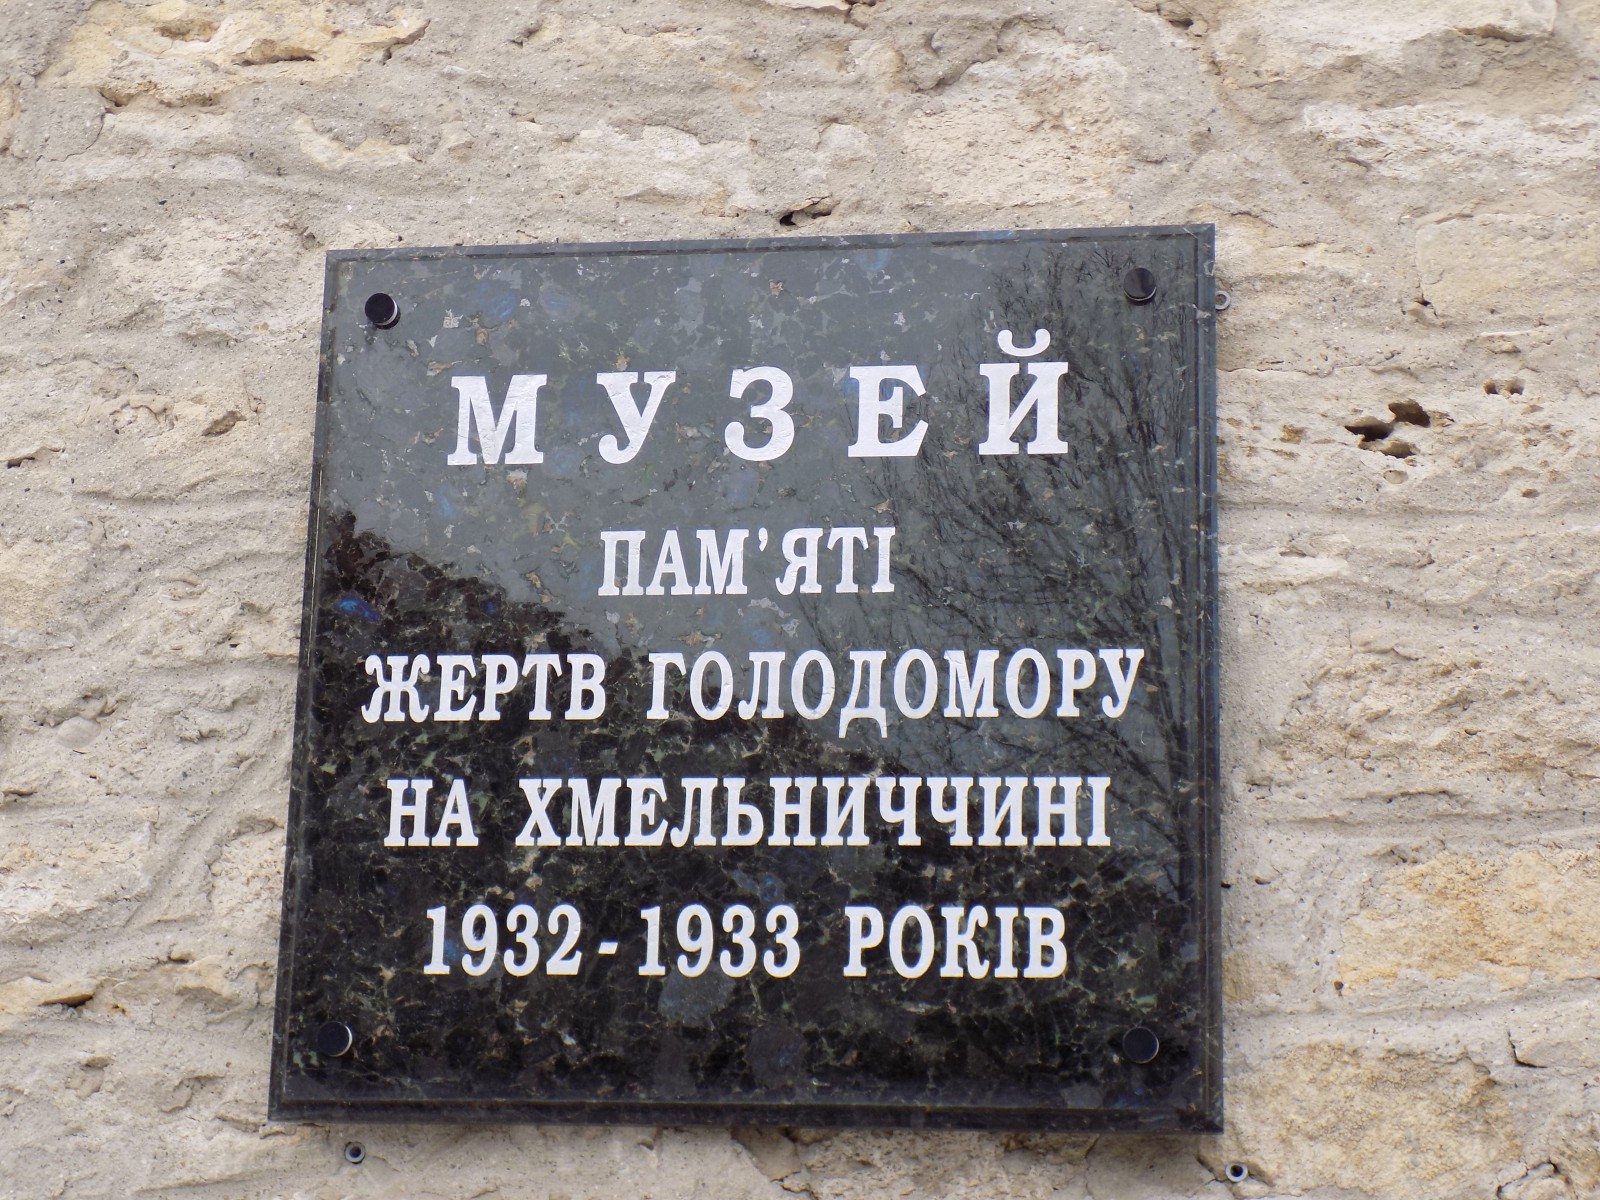 МУЗЕЙ
ПАМ’ЯТІ
ЖЕРТВ ГОЛОДОМОРУ
НА ХМЕЛЬНИЧЧИНІ
1932-1933 РОКІВ